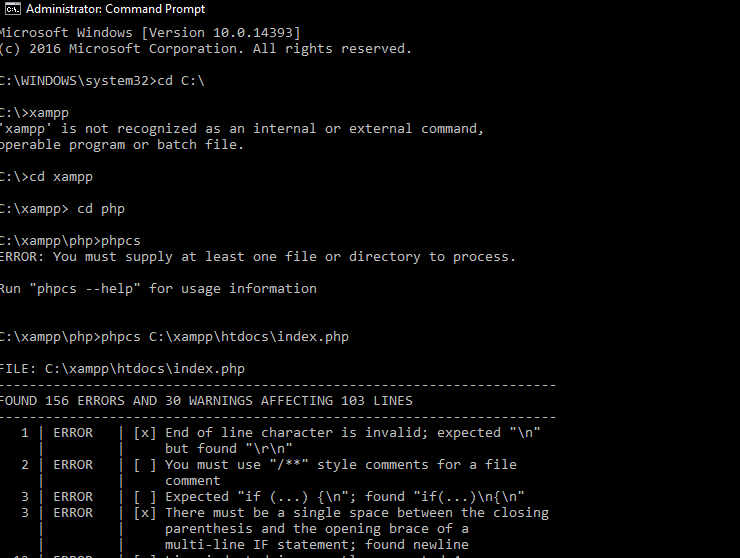 Administrator: Command Prompt
Microsoft Windows [Version 10.0.14393]
(c) 2016 Microsoft Corporation. All rights reserved.
C:\WINDOWS\system32>cd C:\
C:\>xampp
'xampp' is not recognized as an internal or external command,
operable program or batch file.
C:\>cd xampp
C:\xampp> cd php
C:\xampp\php>phpcs
ERROR: You must supply at least one file or directory to process.
Run "phpcs --help" for usage information
C:\xampp\php>phpcs C:\xampp\htdocs\index.php
FILE: C:\xampp\htdocs\index.php
----------------------------------------------------------------------
FOUND 156 ERRORS AND 30 WARNINGS AFFECTING 103 LINES
----------------------------------------------------------------------
1 | ERROR | [x] End of line character is invalid; expected "\n"
| | but found "\r\n"
2 | ERROR | [ ] You must use "/**" style comments for a file
| | comment
3 | ERROR | [ ] Expected "if (...) {\n"; found "if(...)\n{\n"
3 | ERROR | [x] There must be a single space between the closing
| | parenthesis and the opening brace of a
| | multi-line IF statement; found newline